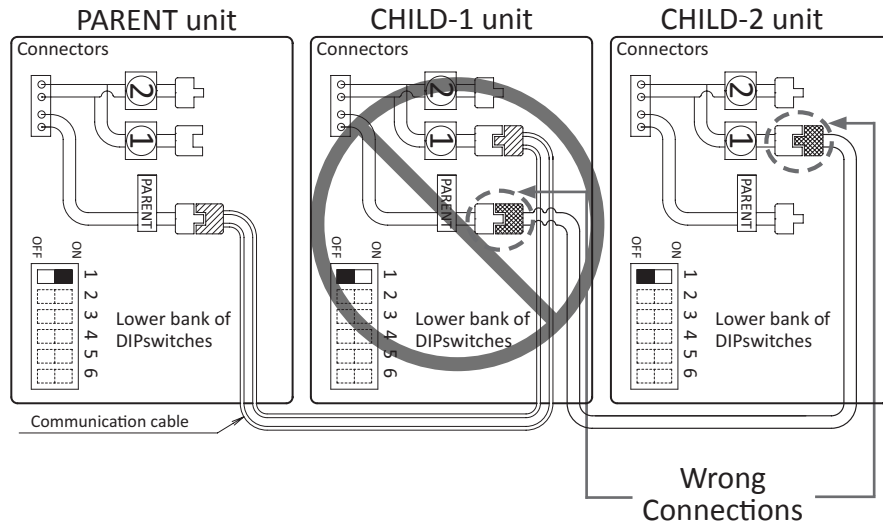 PARENT unit
CHILD-1 unit
CHILD-2 unit
Connectors
2
1
PARENT
OFF
ON
1
2
3
4
5
6
Lower bank of
DIPswitches
Connectors
2
1
PARENT
OFF
ON
1
2
3
4
5
6
Lower bank of
DIPswitches
Connectors
2
1
PARENT
OFF
ON
1
2
3
4
5
6
Lower bank of
DIPswitches
Communication cable
Wrong
Connections